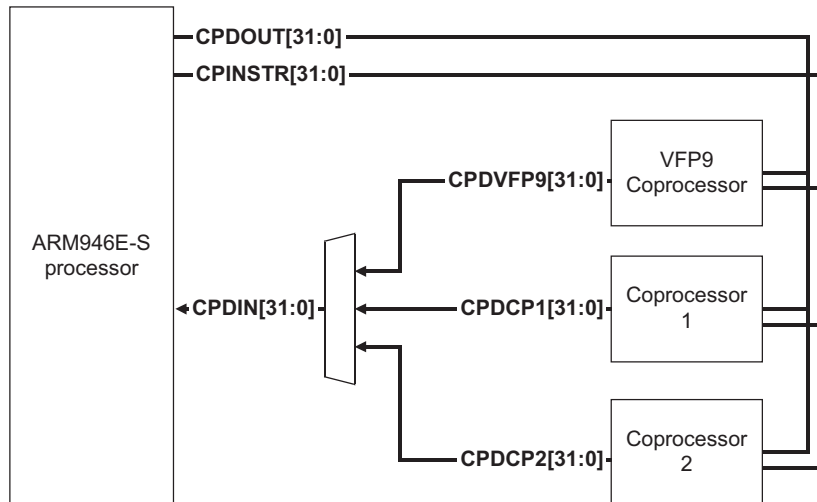 CPDOUT[31:0]
CPINSTR[31:0]
VFP9
Coprocessor
CPDVFP9[31:0]
ARM946E-S
processor
CPDIN[31:0]
CPDCP1[31:0]
Coprocessor
1
CPDCP2[31:0]
Coprocessor
2